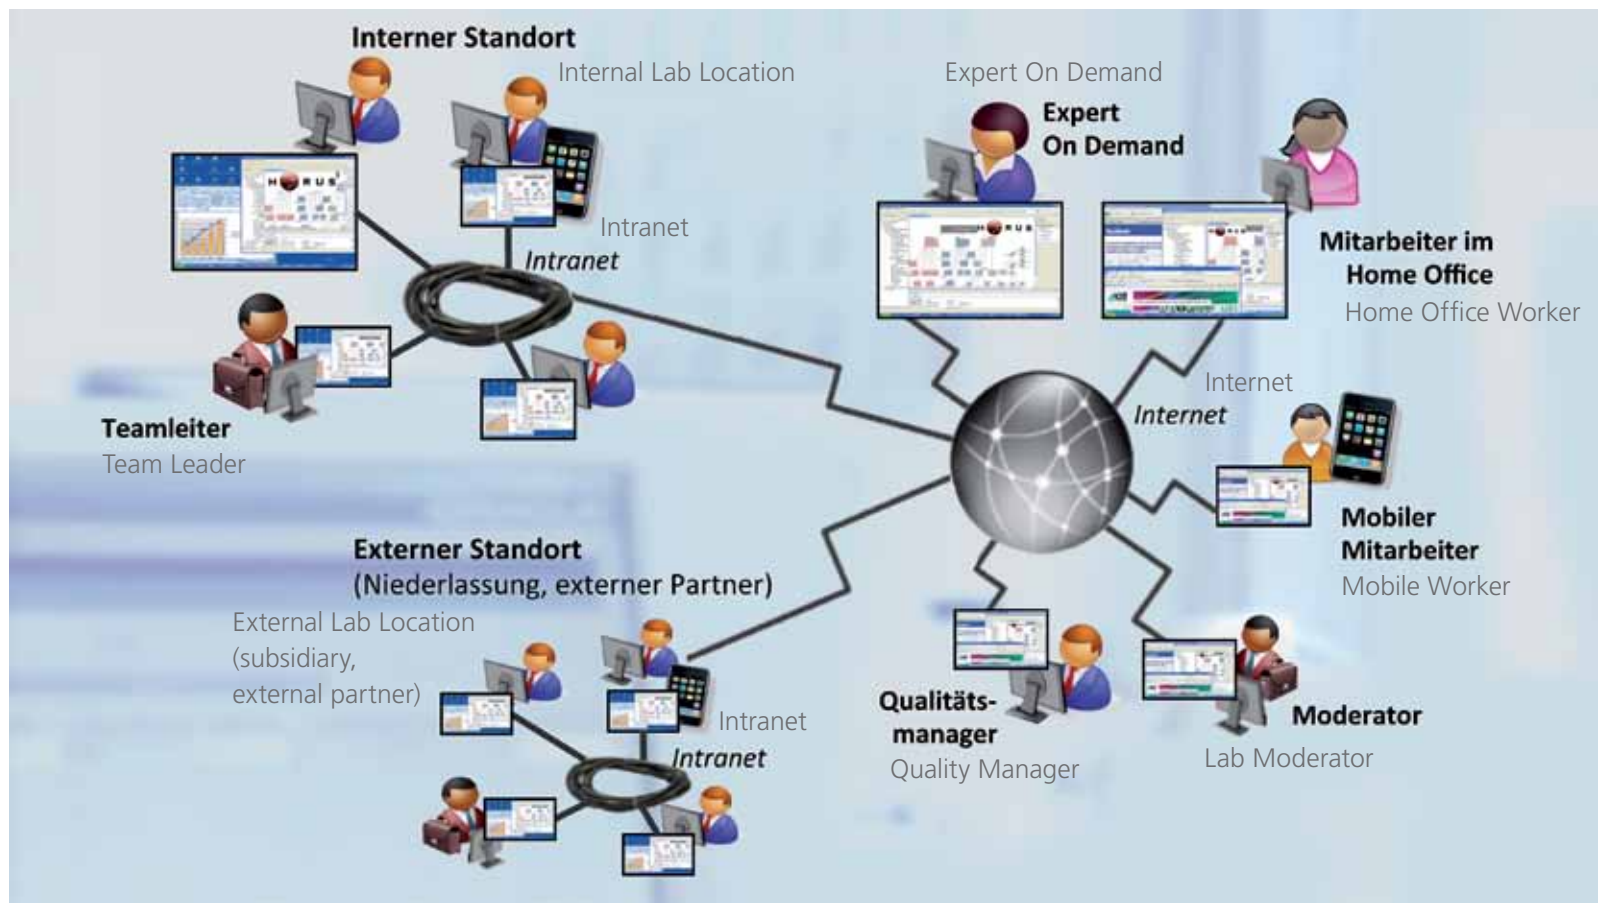 Interner Standort
Internal Lab Location
HORUS
Intranet
Intranet
Teamleiter
Team Leader
Expert On Demand
Expert
On Demand
HORUS
Mitarbeiter im
Home Office
Home Office Worker
Internet
Internet
Mobiler
Mitarbeiter
Mobile Worker
Externer Standort
(Niederlassung, externer Partner)
External Lab Location
(subsidiary,
external partner)
Intranet
Intranet
Qualitäts-
manager
Quality Manager
Moderator
Lab Moderator